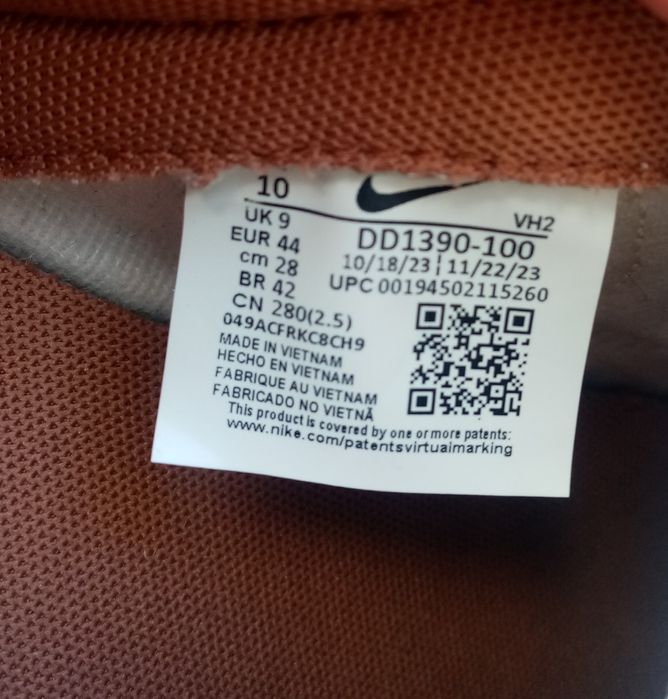 10
VH2
UK 9
EUR 44
cm 28
BR 42
CN 280(2.5)
049ACFRKC8CH9
DD1390-100
10/18/23 | 11/22/23
UPC 00194502115260
MADE IN VIETNAM
HECHO EN VIETNAM
FABRIQUE AU VIETNAM
FABRICADO NO VIETNÃ
This product is covered by one or more patents:
www.nike.com/patentsvirtualmarking